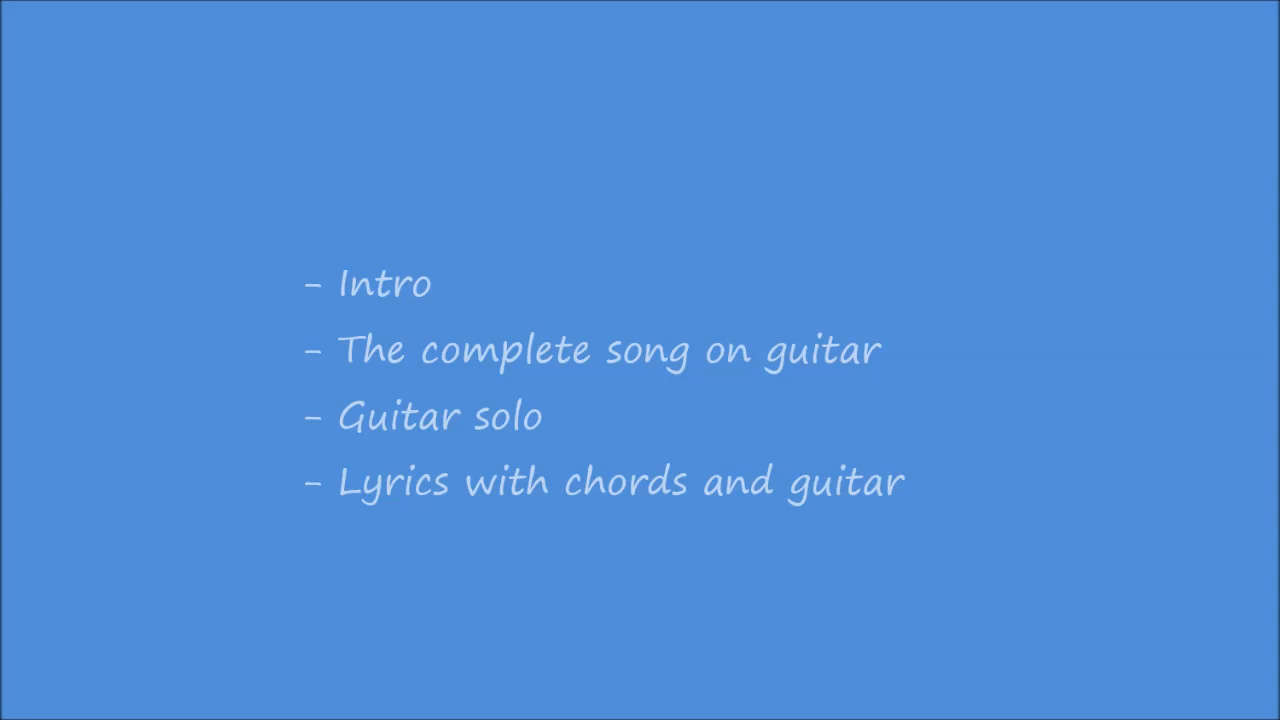 - Intro
- The complete song on guitar
- Guitar solo
- Lyrics with chords and guitar